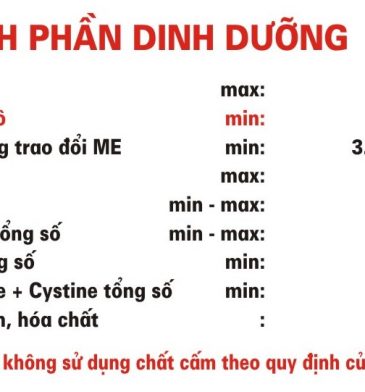 H PHẦN DINH DƯỠNG
max:
ô min:
g trao đổi ME min: 3.
max:
min - max:
ổng số min - max:
g số min:
e + Cystine tổng số min:
n, hóa chất :
không sử dụng chất cấm theo quy định củ